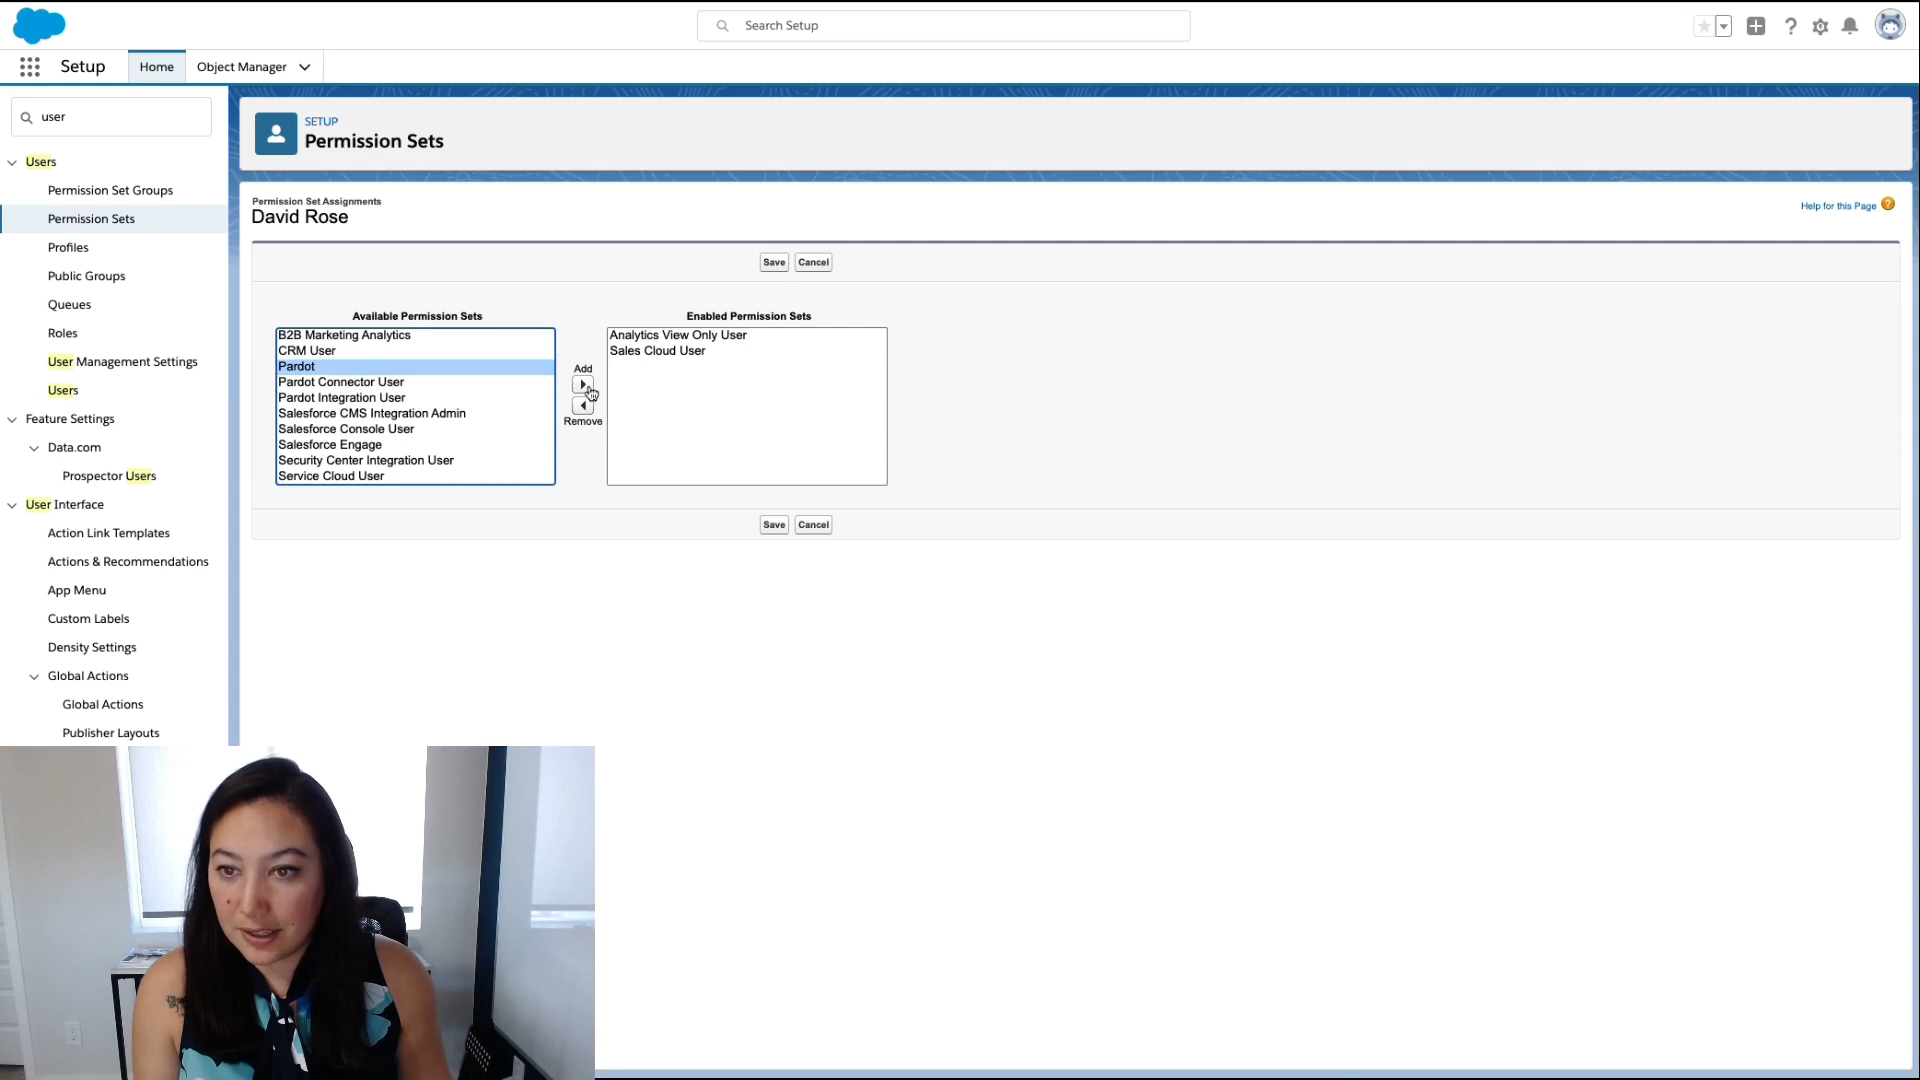 Search Setup
Setup
Home
Object Manager
user
Users
Permission Set Groups
Permission Sets
Profiles
Public Groups
Queues
Roles
User Management Settings
Users
Feature Settings
Data.com
Prospector Users
User Interface
Action Link Templates
Actions & Recommendations
App Menu
Custom Labels
Density Settings
Global Actions
Global Actions
Publisher Layouts
SETUP
Permission Sets
Permission Set Assignments
David Rose
Help for this Page ?
Save Cancel
Available Permission Sets
B2B Marketing Analytics
CRM User
Pardot
Pardot Connector User
Pardot Integration User
Salesforce CMS Integration Admin
Salesforce Console User
Salesforce Engage
Security Center Integration User
Service Cloud User
Add
Remove
Enabled Permission Sets
Analytics View Only User
Sales Cloud User
Save Cancel